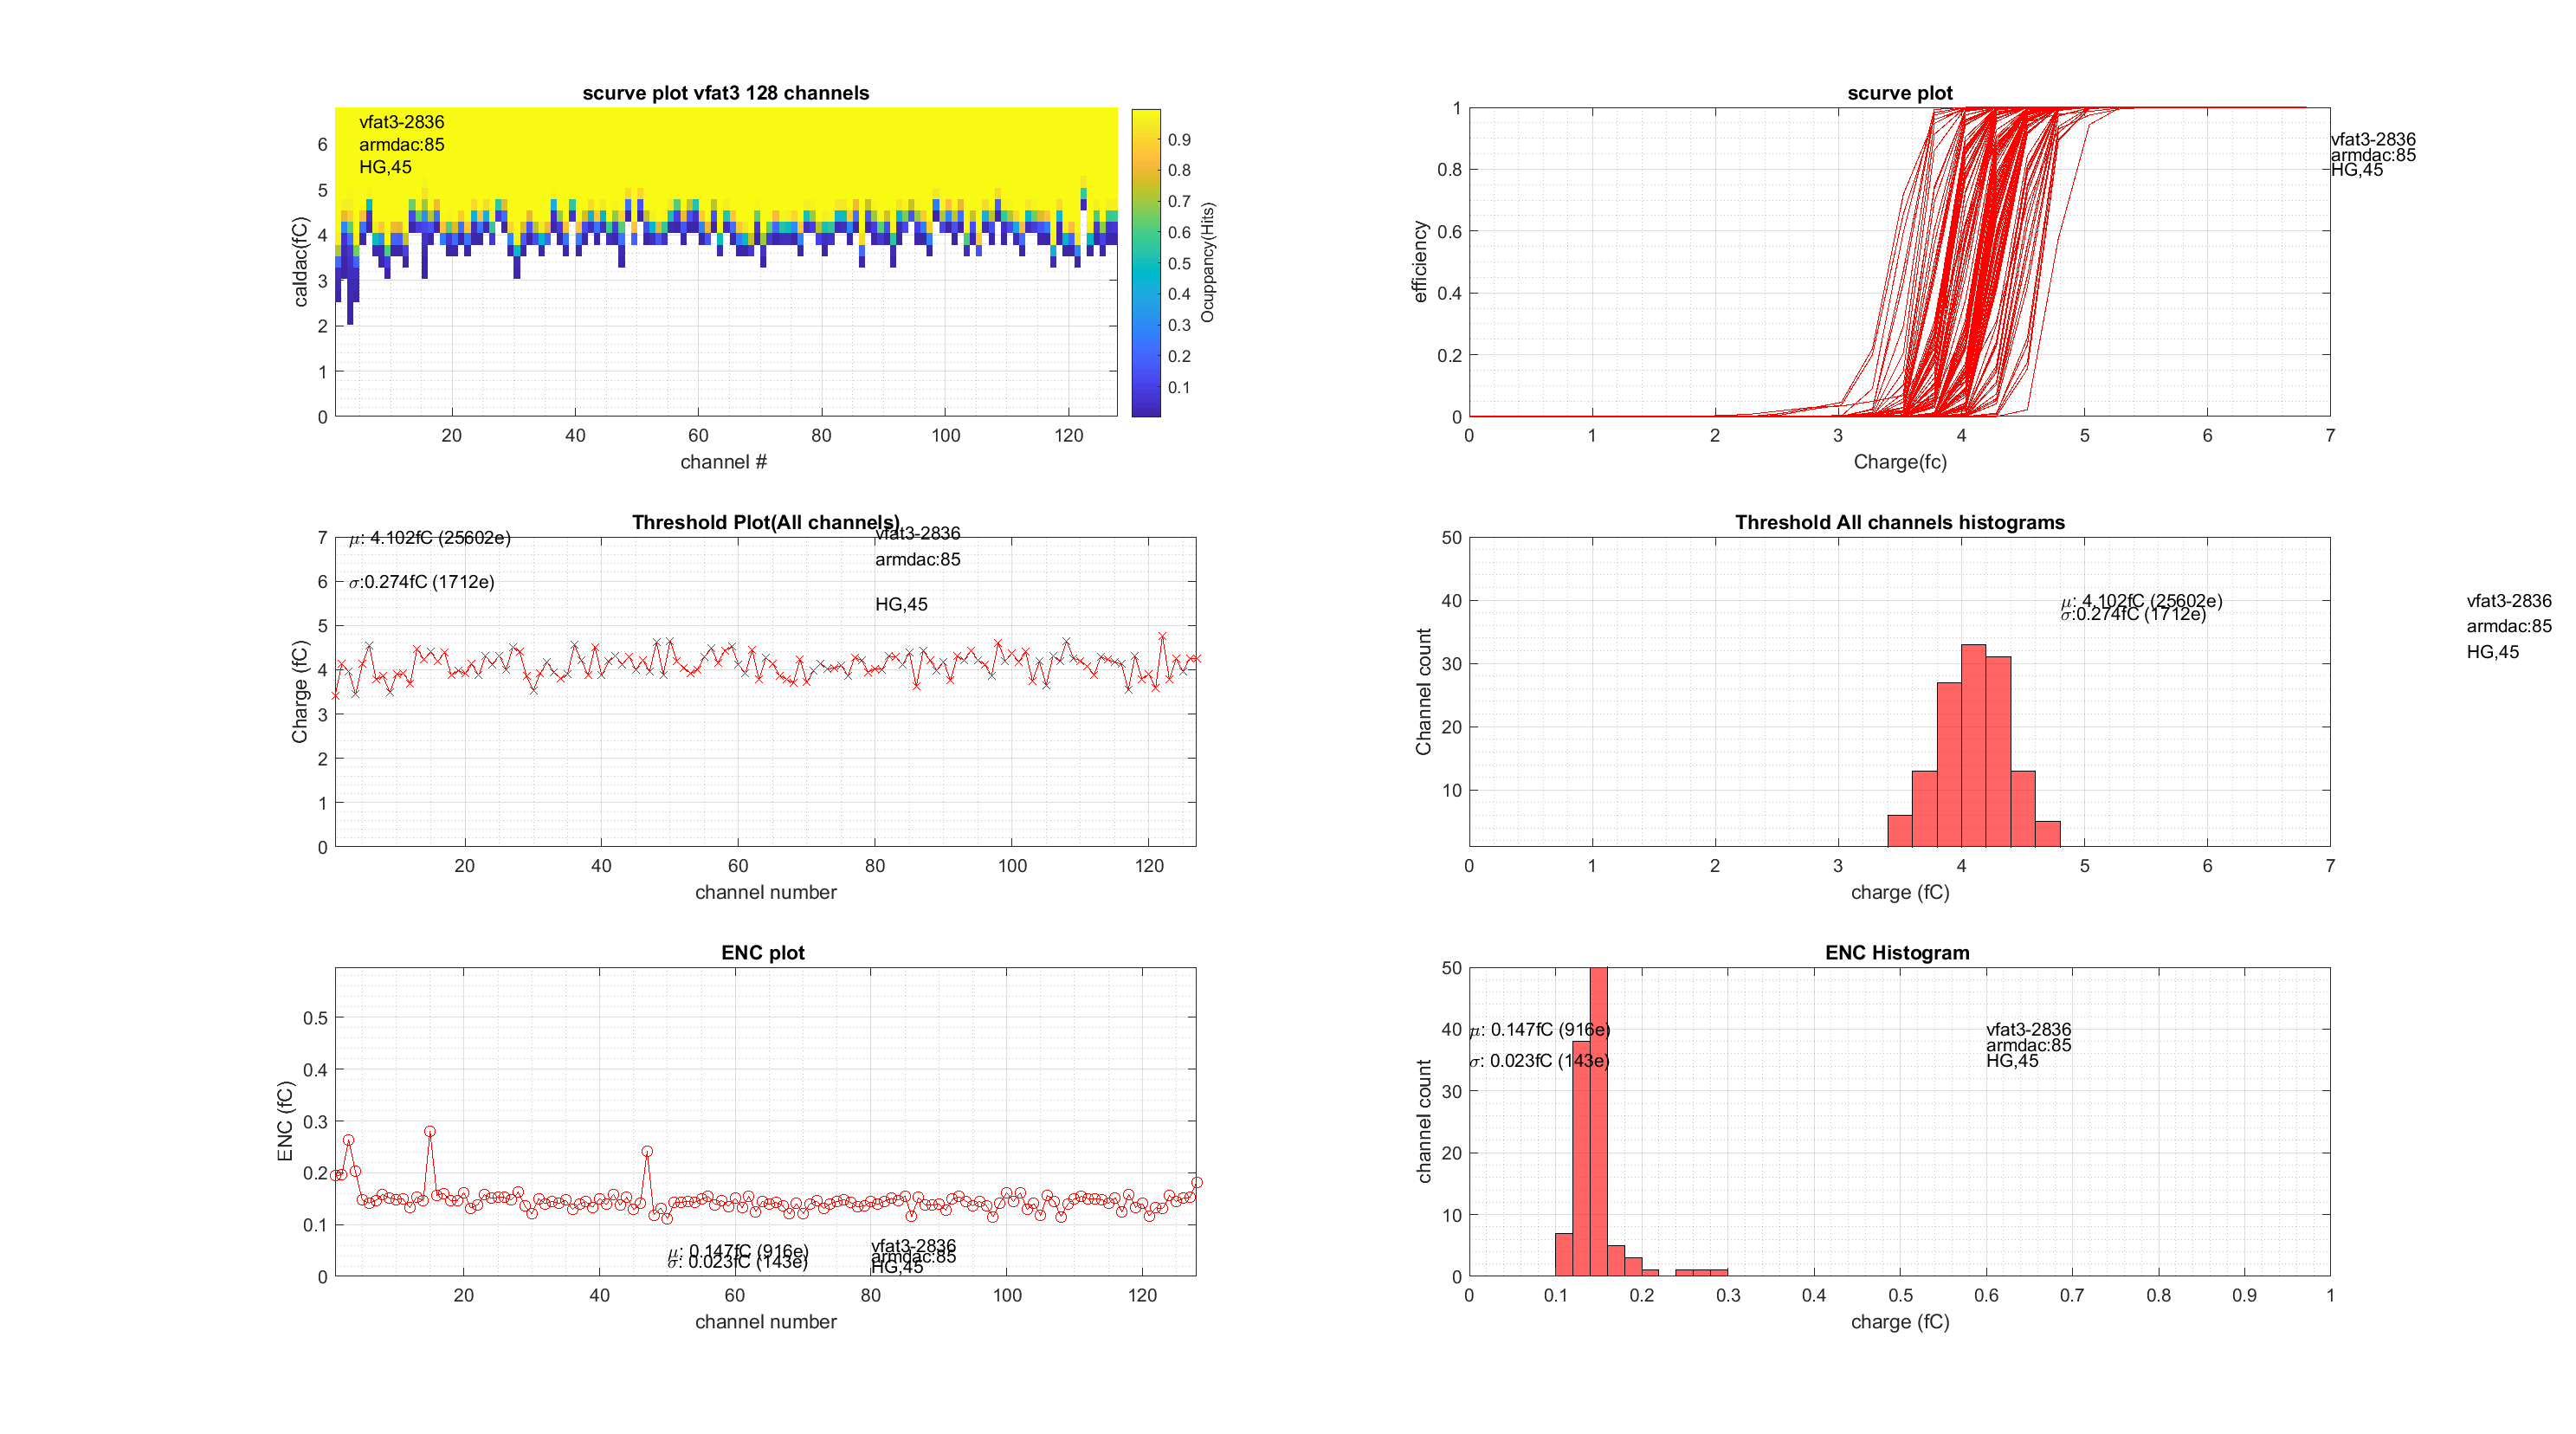 scurve plot vfat3 128 channels
vfat3-2836
armdac:85
HG,45
6
5
4
3
2
1
0
caldac(fC)
20
40
60
80
100
120
channel #
0.9
0.8
0.7
0.6
0.5
0.4
0.3
0.2
0.1
Ocuppancy(Hits)
scurve plot
1
0.8
0.6
0.4
0.2
0
efficiency
0
1
2
3
4
5
6
7
Charge(fc)
vfat3-2836
armdac:85
HG,45
Threshold Plot(All channels)
μ: 4.102fC (25602e)
σ:0.274fC (1712e)
vfat3-2836
armdac:85
HG,45
7
6
5
4
3
2
1
0
Charge (fC)
20
40
60
80
100
120
channel number
Threshold All channels histograms
50
40
30
20
10
Channel count
μ: 4.102fC (25602e)
σ:0.274fC (1712e)
vfat3-2836
armdac:85
HG,45
0
1
2
3
4
5
6
7
charge (fC)
ENC plot
0.5
0.4
0.3
0.2
0.1
0
ENC (fC)
μ: 0.147fC (916e)
σ: 0.023fC (143e)
vfat3-2836
armdac:85
HG,45
20
40
60
80
100
120
channel number
ENC Histogram
50
40
30
20
10
0
channel count
μ: 0.147fC (916e)
σ: 0.023fC (143e)
vfat3-2836
armdac:85
HG,45
0
0.1
0.2
0.3
0.4
0.5
0.6
0.7
0.8
0.9
1
charge (fC)